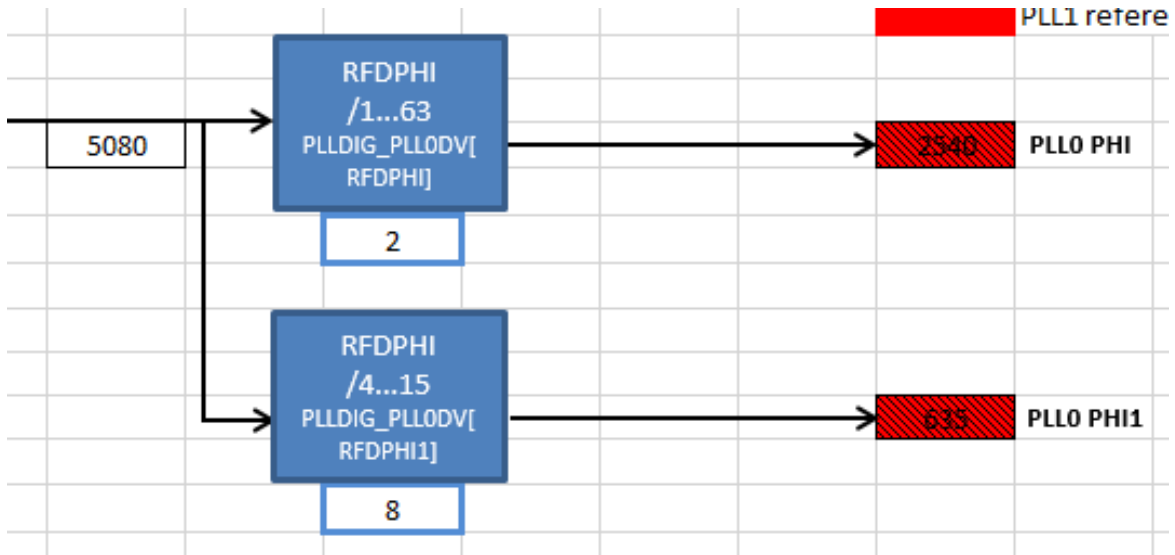 PLL1 refere
RFDPHI
/1...63
PLLDIG_PLL0DV[
RFDPHI]
5080
2540
PLL0 PHI
2
RFDPHI
/4...15
PLLDIG_PLL0DV[
RFDPHI1]
635
PLL0 PHI1
8